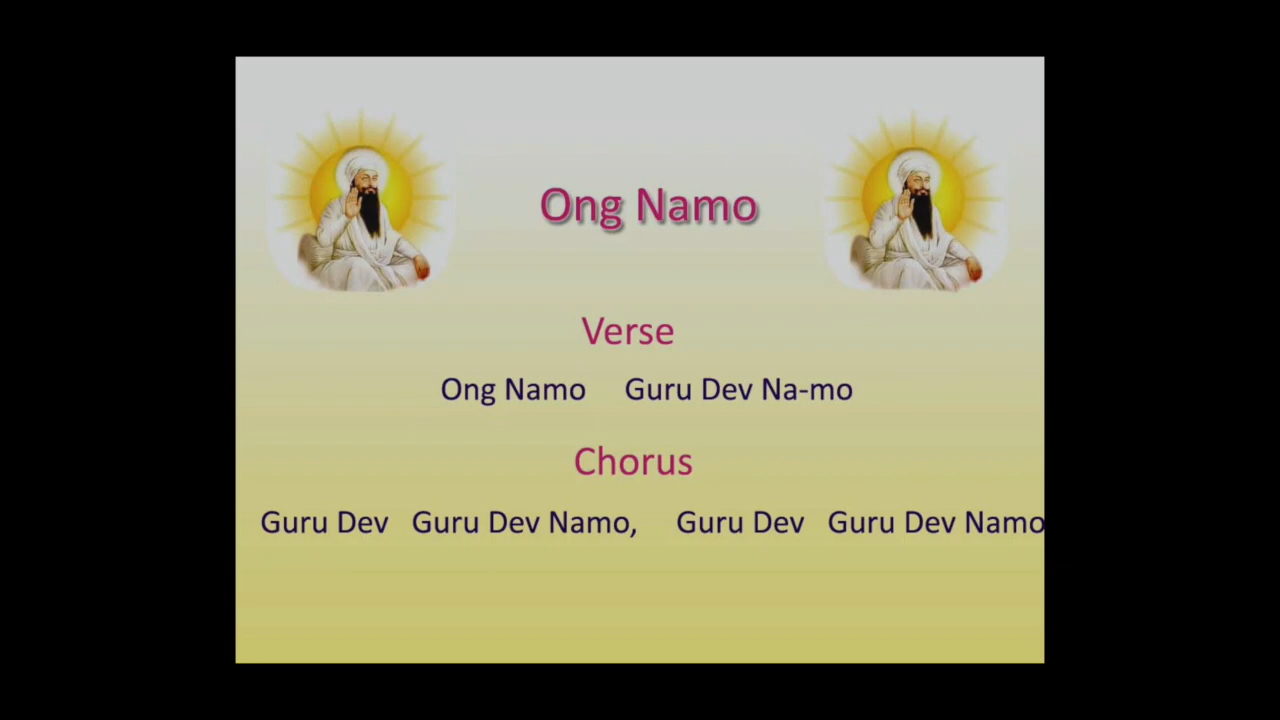 Ong Namo
Verse
Ong Namo Guru Dev Na-mo
Chorus
Guru Dev Guru Dev Namo, Guru Dev Guru Dev Namo